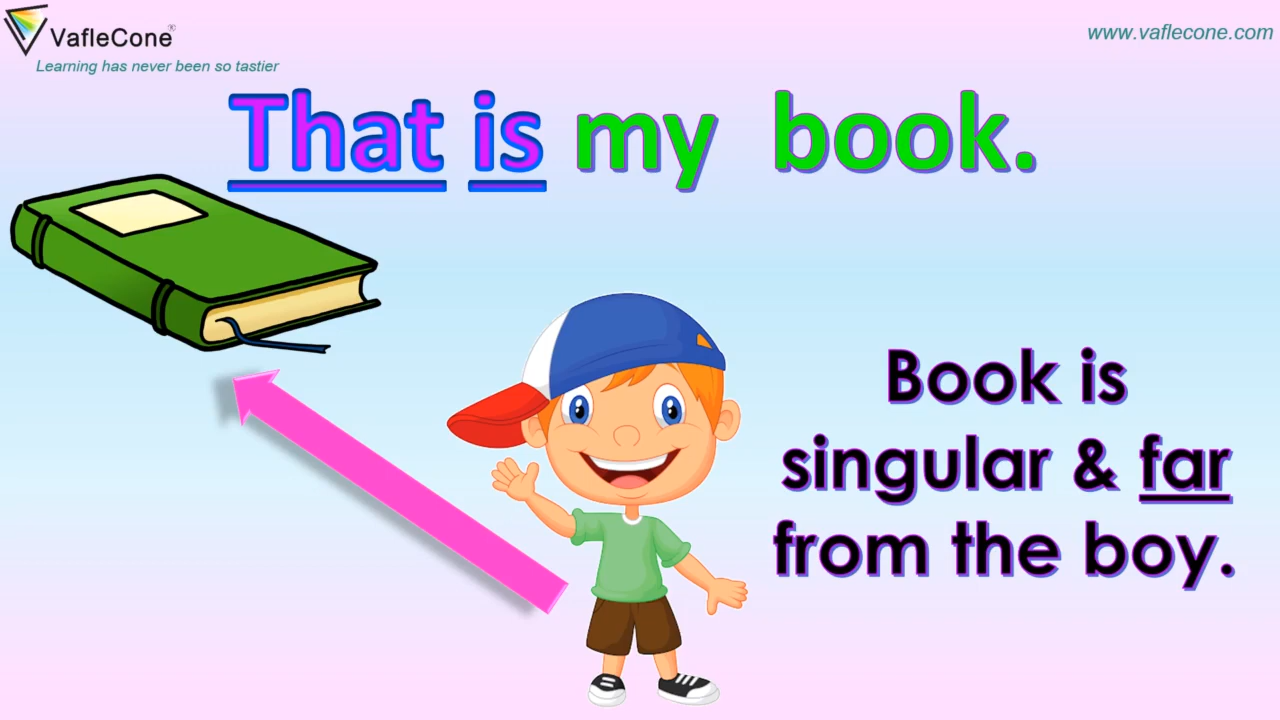 VafleCone®
www.vaflecone.com
Learning has never been so tastier
That is my book.
Book is
singular & far
from the boy.